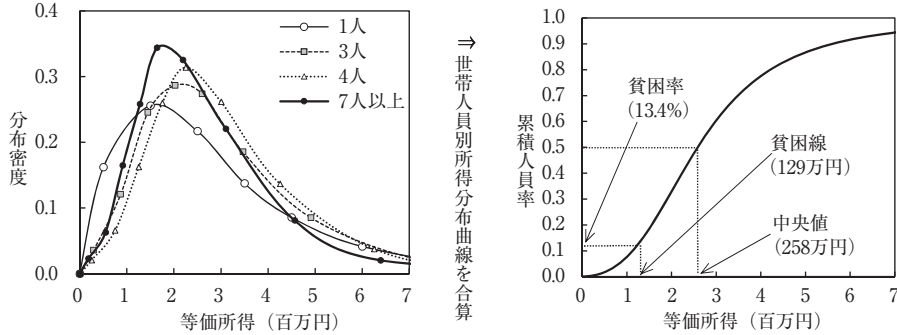 0.4
0.3
0.2
0.1
0.0
分布密度
0 1 2 3 4 5 6 7
等価所得（百万円）
1人
3人
4人
7人以上
⇒世帯人員別所得分布曲線を合算
1.0
0.9
0.8
0.7
0.6
0.5
0.4
0.3
0.2
0.1
0.0
累積人員率
0 1 2 3 4 5 6 7
等価所得（百万円）
貧困率
(13.4%)
貧困線
(129万円)
中央値
(258万円)